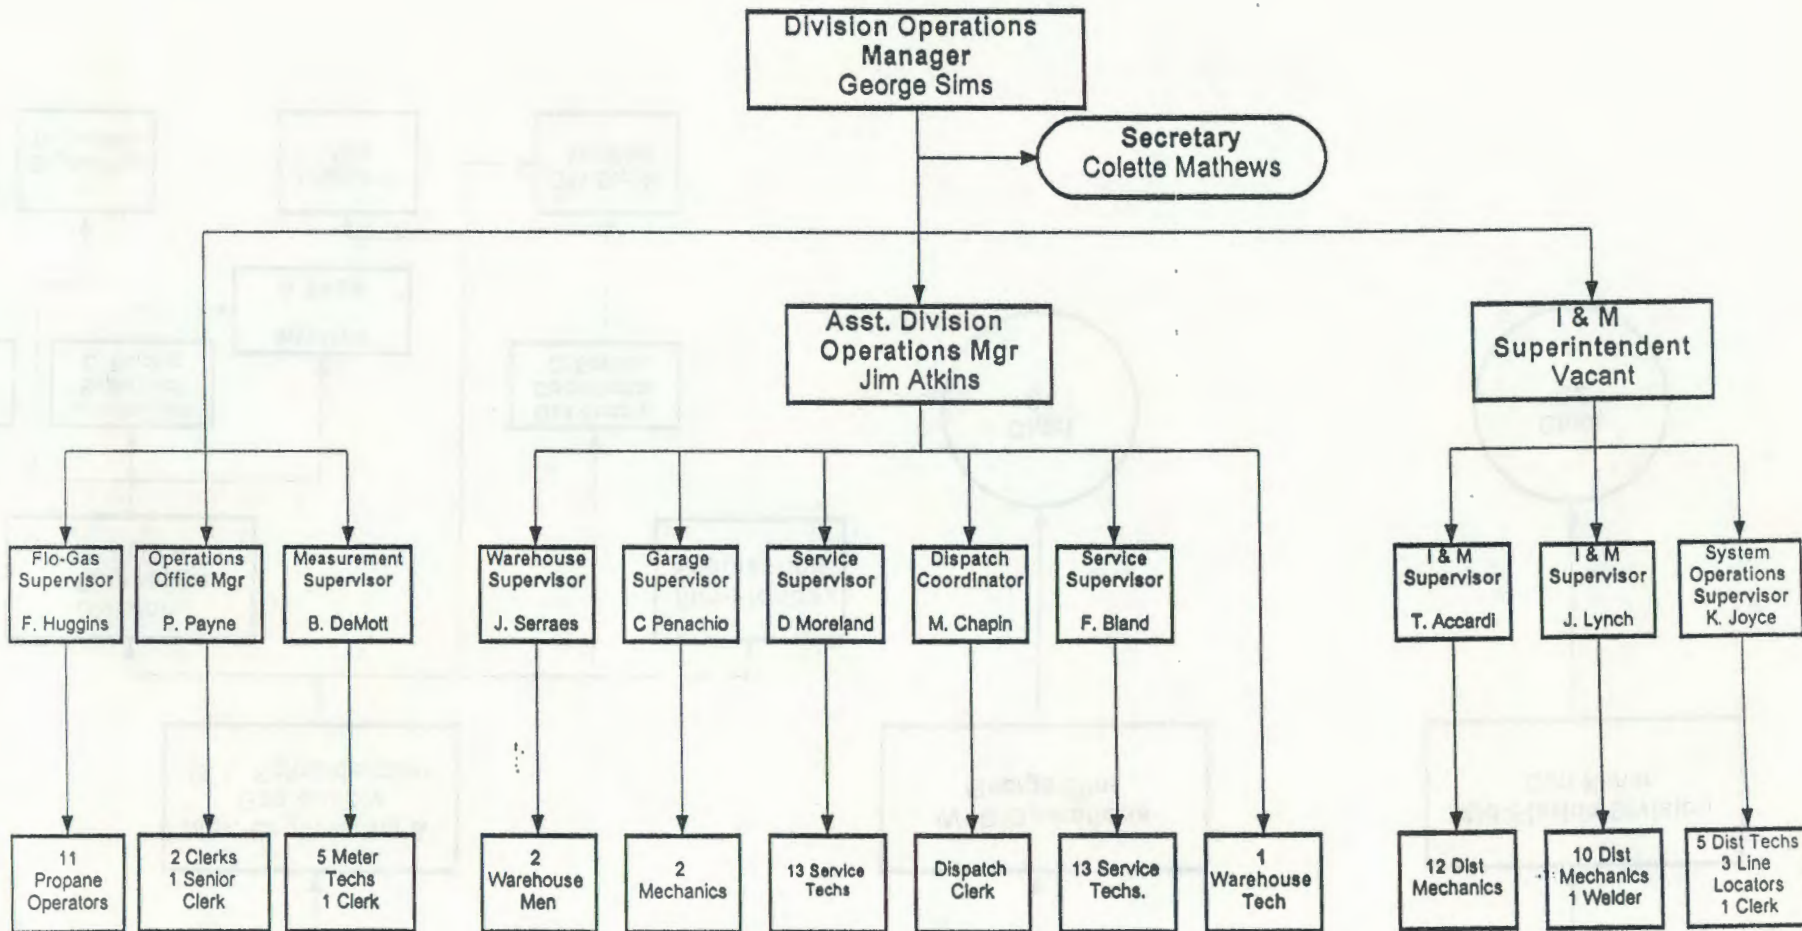 Division Operations
Manager
George Sims
Secretary
Colette Mathews
Asst. Division
Operations Mgr
Jim Atkins
I & M
Superintendent
Vacant
Flo-Gas
Supervisor
F. Huggins
Operations
Office Mgr
P. Payne
Measurement
Supervisor
B. DeMott
Warehouse
Supervisor
J. Serraes
Garage
Supervisor
C Penachio
Service
Supervisor
D Moreland
Dispatch
Coordinator
M. Chapin
Service
Supervisor
F. Bland
I & M
Supervisor
T. Accardi
I & M
Supervisor
J. Lynch
System
Operations
Supervisor
K. Joyce
11
Propane
Operators
2 Clerks
1 Senior
Clerk
5 Meter
Techs
1 Clerk
2
Warehouse
Men
2
Mechanics
13 Service
Techs
Dispatch
Clerk
13 Service
Techs.
1
Warehouse
Tech
12 Dist
Mechanics
10 Dist
Mechanics
1 Welder
5 Dist Techs
3 Line
Locators
1 Clerk